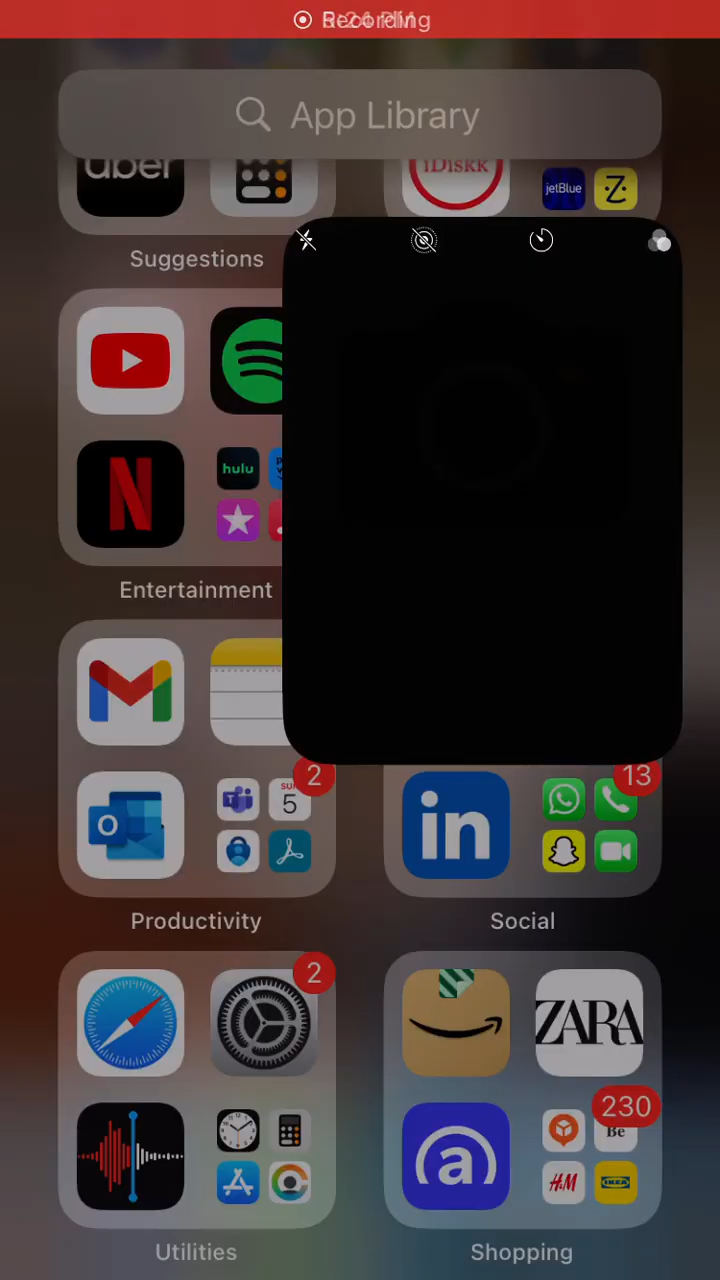 Recording
App Library
uber
iDiskk
jetBlue
Z
Suggestions
N
hulu
Entertainment
M
2
SUN
5
13
O
in
Productivity
Social
2
ZARA
230
a
Be
H&M
IKEA
Utilities
Shopping